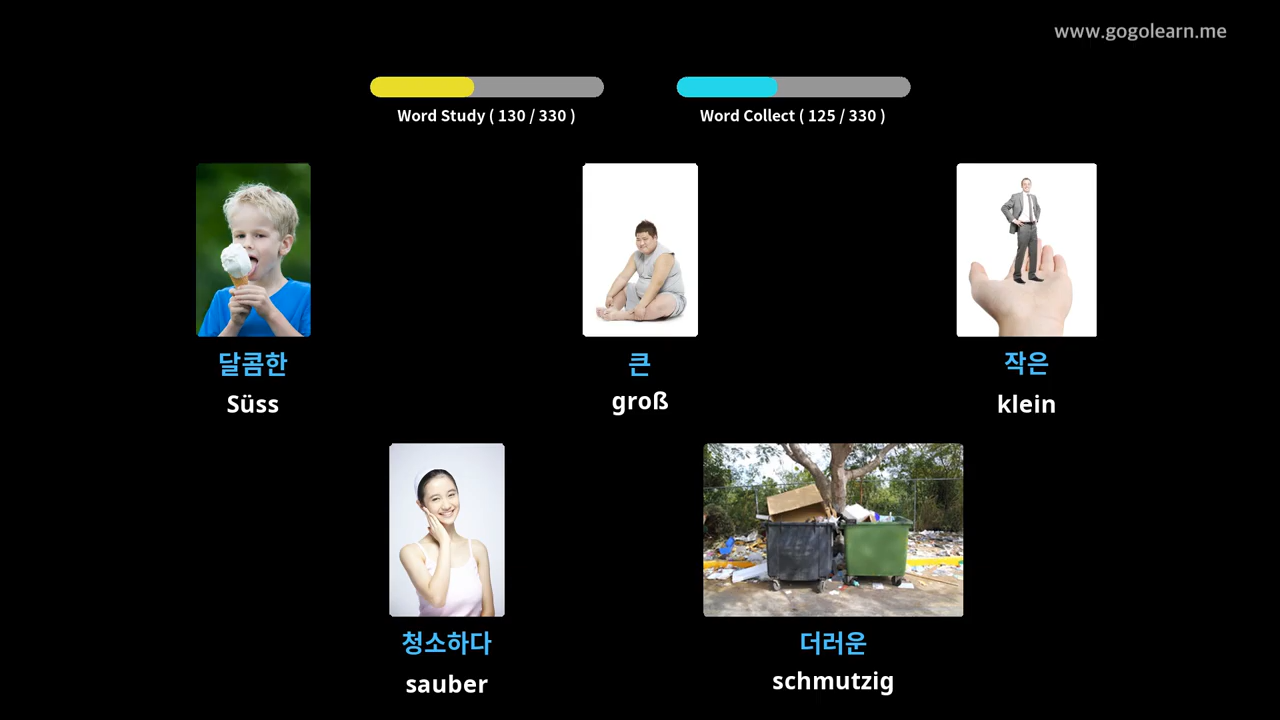 www.gogolearn.me
Word Study ( 130 / 330 )
Word Collect ( 125 / 330 )
달콤한
Süss
큰
groß
작은
klein
청소하다
sauber
더러운
schmutzig